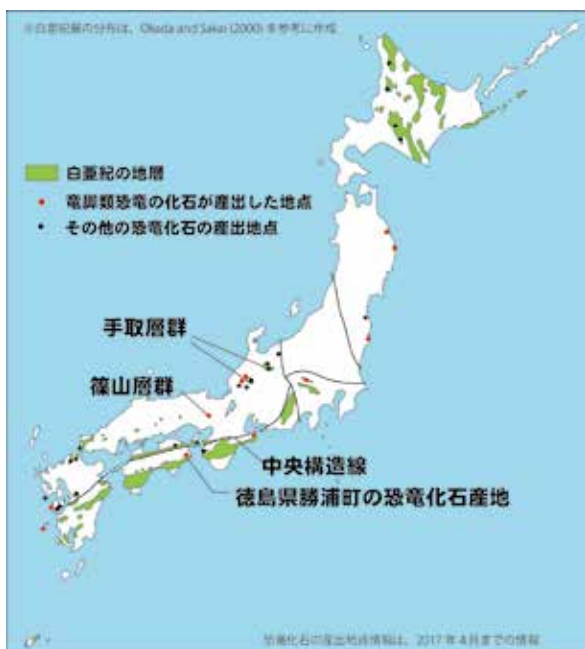 ※白亜紀層の分布は、Okada and Sakai (2000) を参考に作成
白亜紀の地層
竜脚類恐竜の化石が産出した地点
その他の恐竜化石の産出地点
手取層群
篠山層群
中央構造線
徳島県勝浦町の恐竜化石産地
恐竜化石の産出地点情報は、2017年4月までの情報